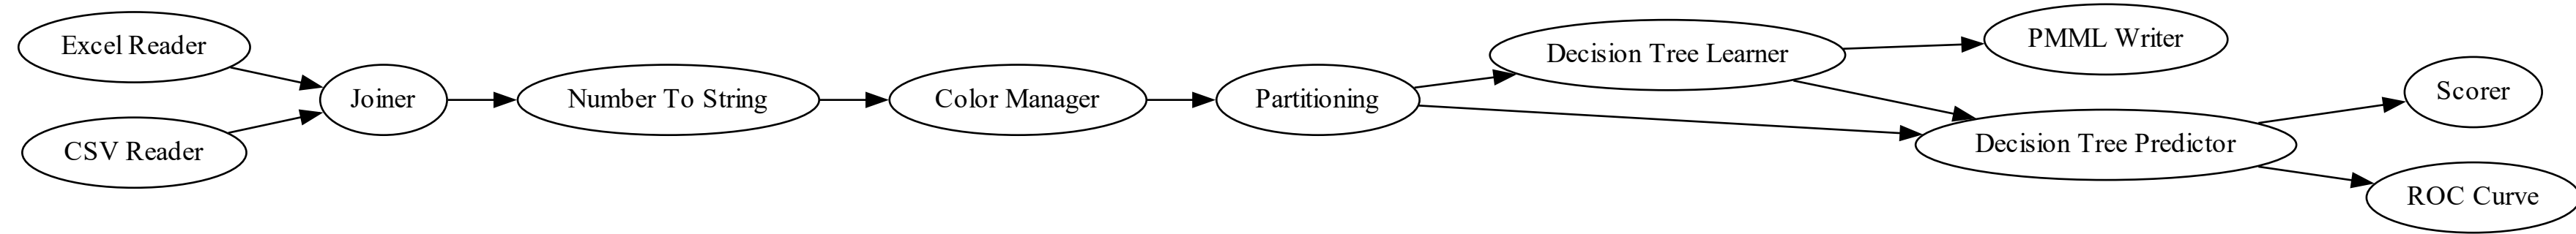 Excel Reader
CSV Reader
Joiner
Number To String
Color Manager
Partitioning
Decision Tree Learner
PMML Writer
Decision Tree Predictor
Scorer
ROC Curve